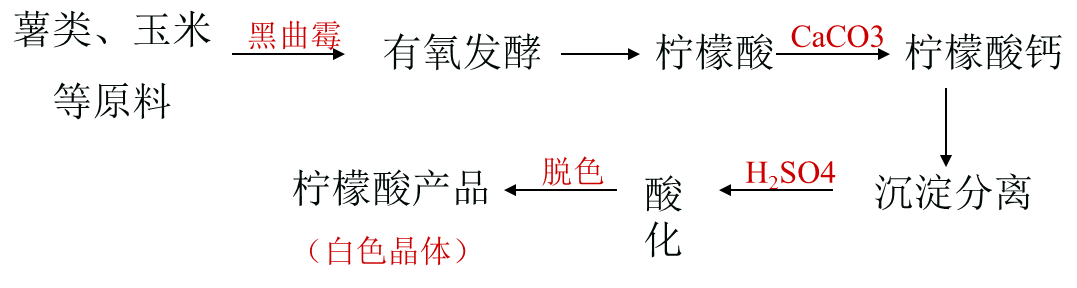 薯类、玉米
等原料
黑曲霉
有氧发酵
柠檬酸
CaCO3
柠檬酸钙
沉淀分离
H₂SO4
酸
化
脱色
柠檬酸产品
（白色晶体）